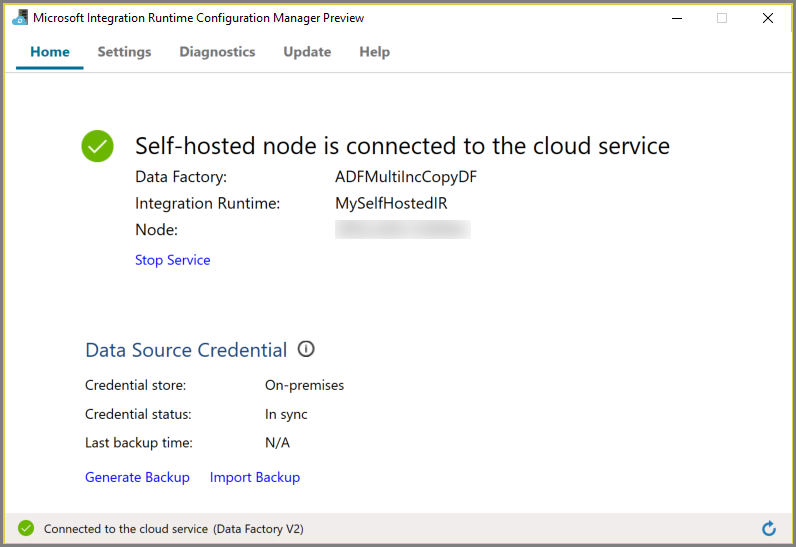 Microsoft Integration Runtime Configuration Manager Preview
Home Settings Diagnostics Update Help
Self-hosted node is connected to the cloud service
Data Factory: ADFMultiIncCopyDF
Integration Runtime: MySelfHostedIR
Node:
Stop Service
Data Source Credential
Credential store: On-premises
Credential status: In sync
Last backup time: N/A
Generate Backup Import Backup
Connected to the cloud service (Data Factory V2)